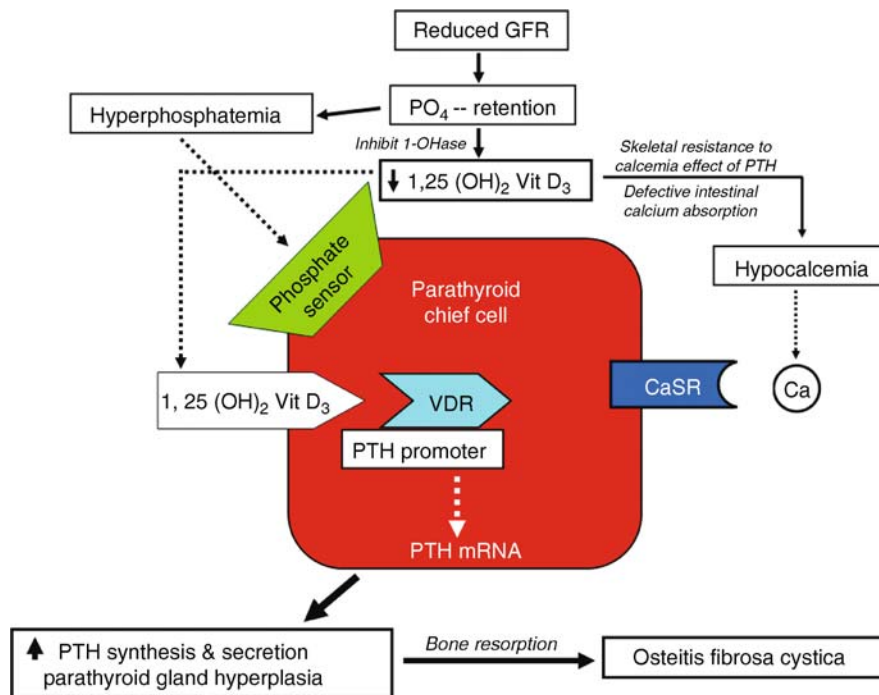 Reduced GFR
PO₄ -- retention
Hyperphosphatemia
Inhibit 1-OHase
1,25 (OH)₂ Vit D₃
Skeletal resistance to
calcemia effect of PTH
Defective intestinal
calcium absorption
Hypocalcemia
Phosphate
sensor
Parathyroid
chief cell
1, 25 (OH)₂ Vit D₃
VDR
CaSR
Ca
PTH promoter
PTH mRNA
PTH synthesis & secretion
parathyroid gland hyperplasia
Bone resorption
Osteitis fibrosa cystica